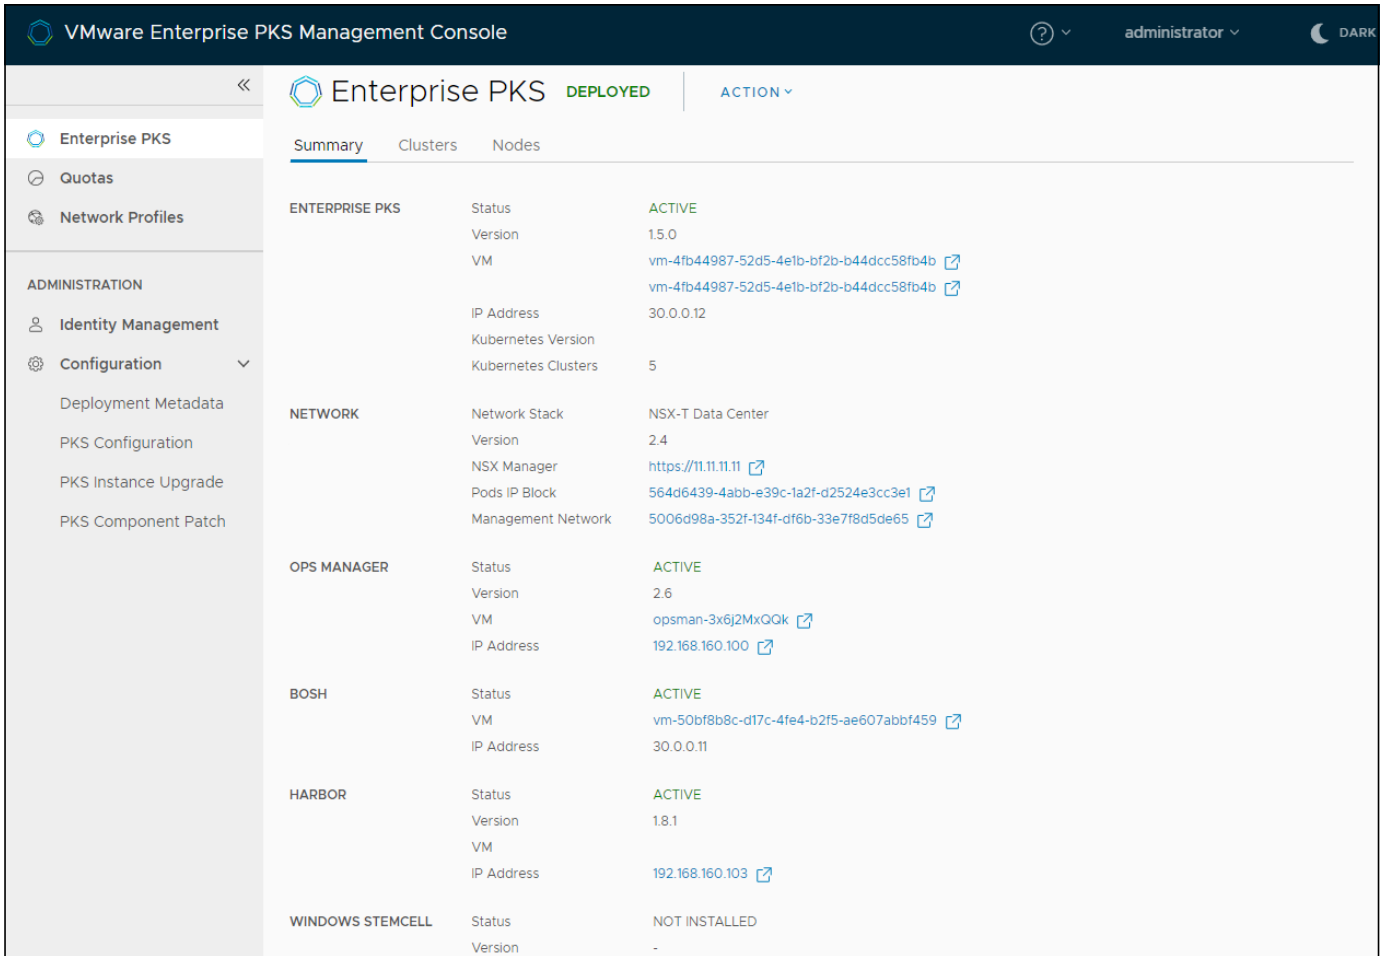 VMware Enterprise PKS Management Console
? administrator DARK
Enterprise PKS DEPLOYED ACTION
Enterprise PKS
Quotas
Network Profiles
ADMINISTRATION
Identity Management
Configuration
Deployment Metadata
PKS Configuration
PKS Instance Upgrade
PKS Component Patch
Summary Clusters Nodes
ENTERPRISE PKS Status ACTIVE
Version 1.5.0
VM vm-4fb44987-52d5-4e1b-bf2b-b44dcc58fb4b
vm-4fb44987-52d5-4e1b-bf2b-b44dcc58fb4b
IP Address 30.0.0.12
Kubernetes Version
Kubernetes Clusters 5
NETWORK Network Stack NSX-T Data Center
Version 2.4
NSX Manager https://11.11.11.11
Pods IP Block 564d6439-4abb-e39c-1a2f-d2524e3cc3e1
Management Network 5006d98a-352f-134f-df6b-33e7f8d5de65
OPS MANAGER Status ACTIVE
Version 2.6
VM opsman-3x6j2MxQQk
IP Address 192.168.160.100
BOSH Status ACTIVE
VM vm-50bf8b8c-d17c-4fe4-b2f5-ae607abbf459
IP Address 30.0.0.11
HARBOR Status ACTIVE
Version 1.8.1
VM
IP Address 192.168.160.103
WINDOWS STEMCELL Status NOT INSTALLED
Version -